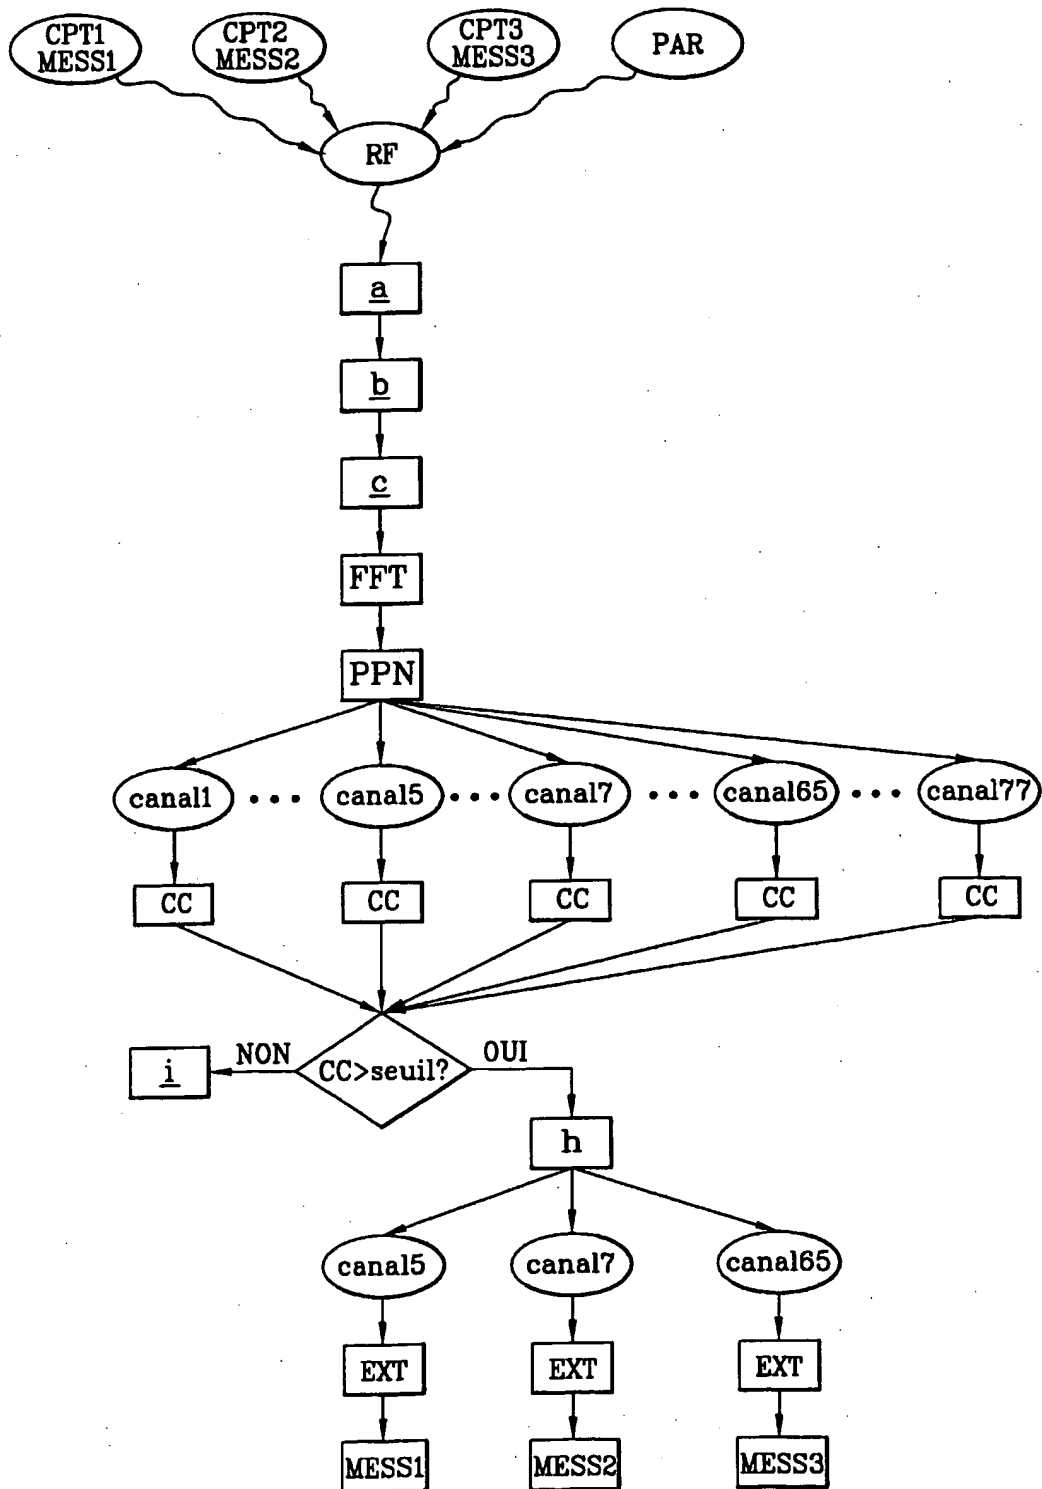 CPT1
MESS1
CPT2
MESS2
CPT3
MESS3
PAR
RF
a
b
c
FFT
PPN
canal1 ... canal5 ... canal7 ... canal65 ... canal77
CC CC CC CC CC
CC>seuil?
NON
OUI
i
h
canal5 canal7 canal65
EXT EXT EXT
MESS1 MESS2 MESS3